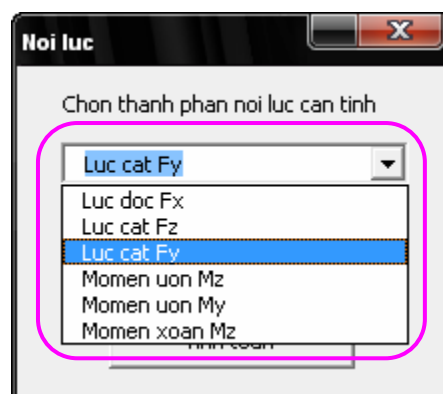 Noi luc
Chon thanh phan noi luc can tinh
Luc cat Fy
Luc doc Fx
Luc cat Fz
Luc cat Fy
Momen uon Mz
Momen uon My
Momen xoan Mz